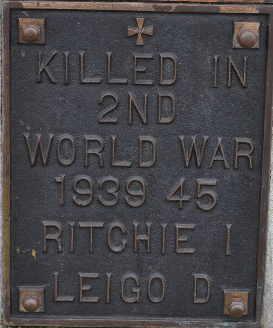 KILLED IN
2ND
WORLD WAR
1939 45
RITCHIE I
LEIGO D